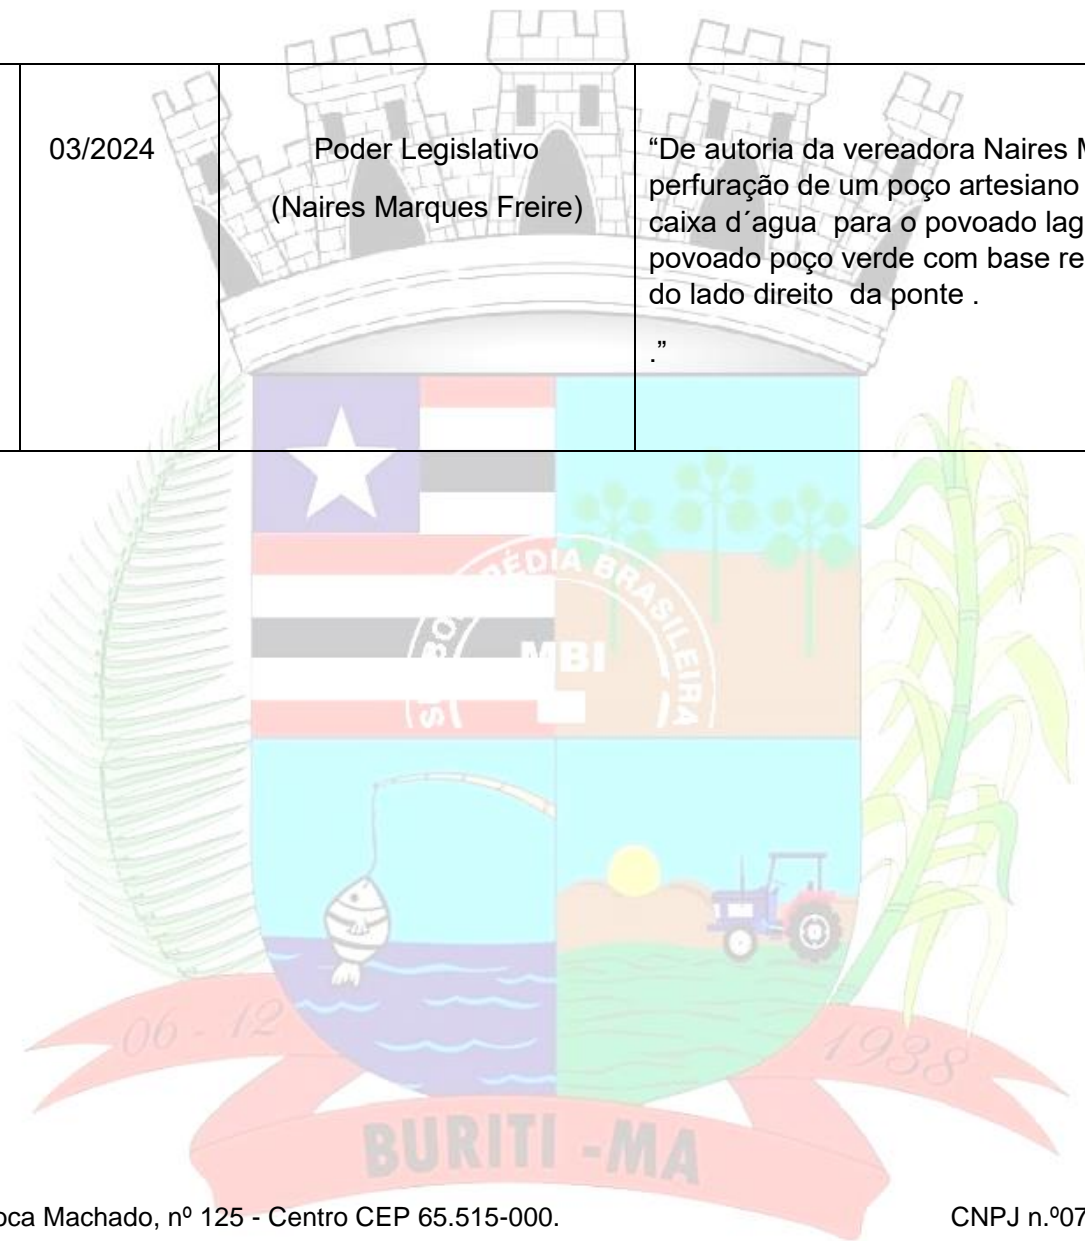 03/2024
Poder Legislativo
(Naires Marques Freire)
“De autoria da vereadora Naires
perfuração de um poço artesiano
caixa d´agua para o povoado
povoado poço verde com base
do lado direito da ponte .
.”
BRASILEIRA
MBI
06 - 12
1938
BURITI -MA
Machado, nº 125 - Centro CEP 65.515-000.
CNPJ n.º07